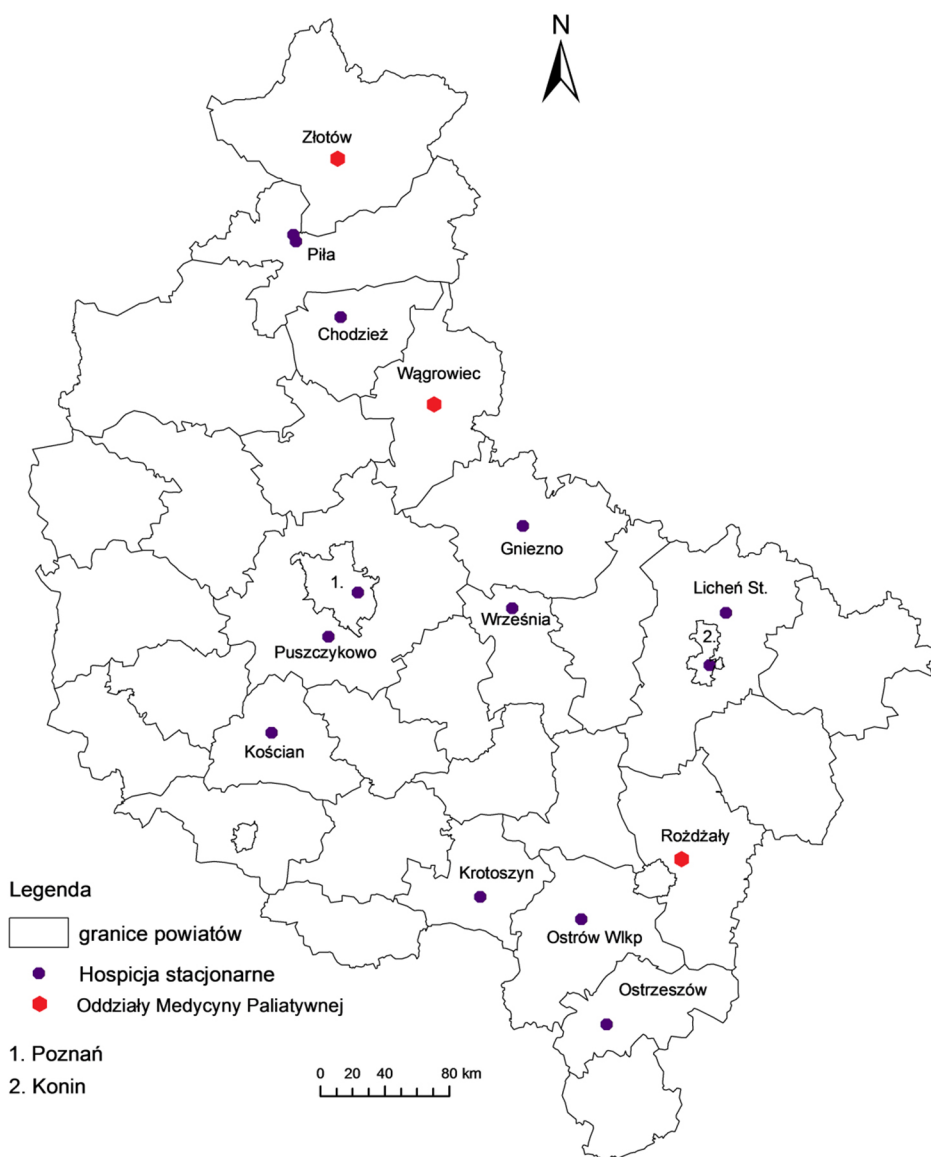 N
Złotów
Piła
Chodzież
Wągrowiec
Gniezno
1.
Licheń St.
Września
2.
Puszczykowo
Kościan
Rożdżały
Krotoszyn
Ostrów Wlkp
Ostrzeszów
Legenda
granice powiatów
Hospicja stacjonarne
Oddziały Medycyny Paliatywnej
1. Poznań
2. Konin
0 20 40 80 km